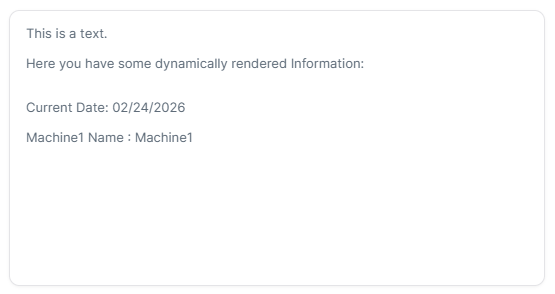 This is a text.
Here you have some dynamically rendered Information:
Current Date: 02/24/2026
Machine1 Name : Machine1